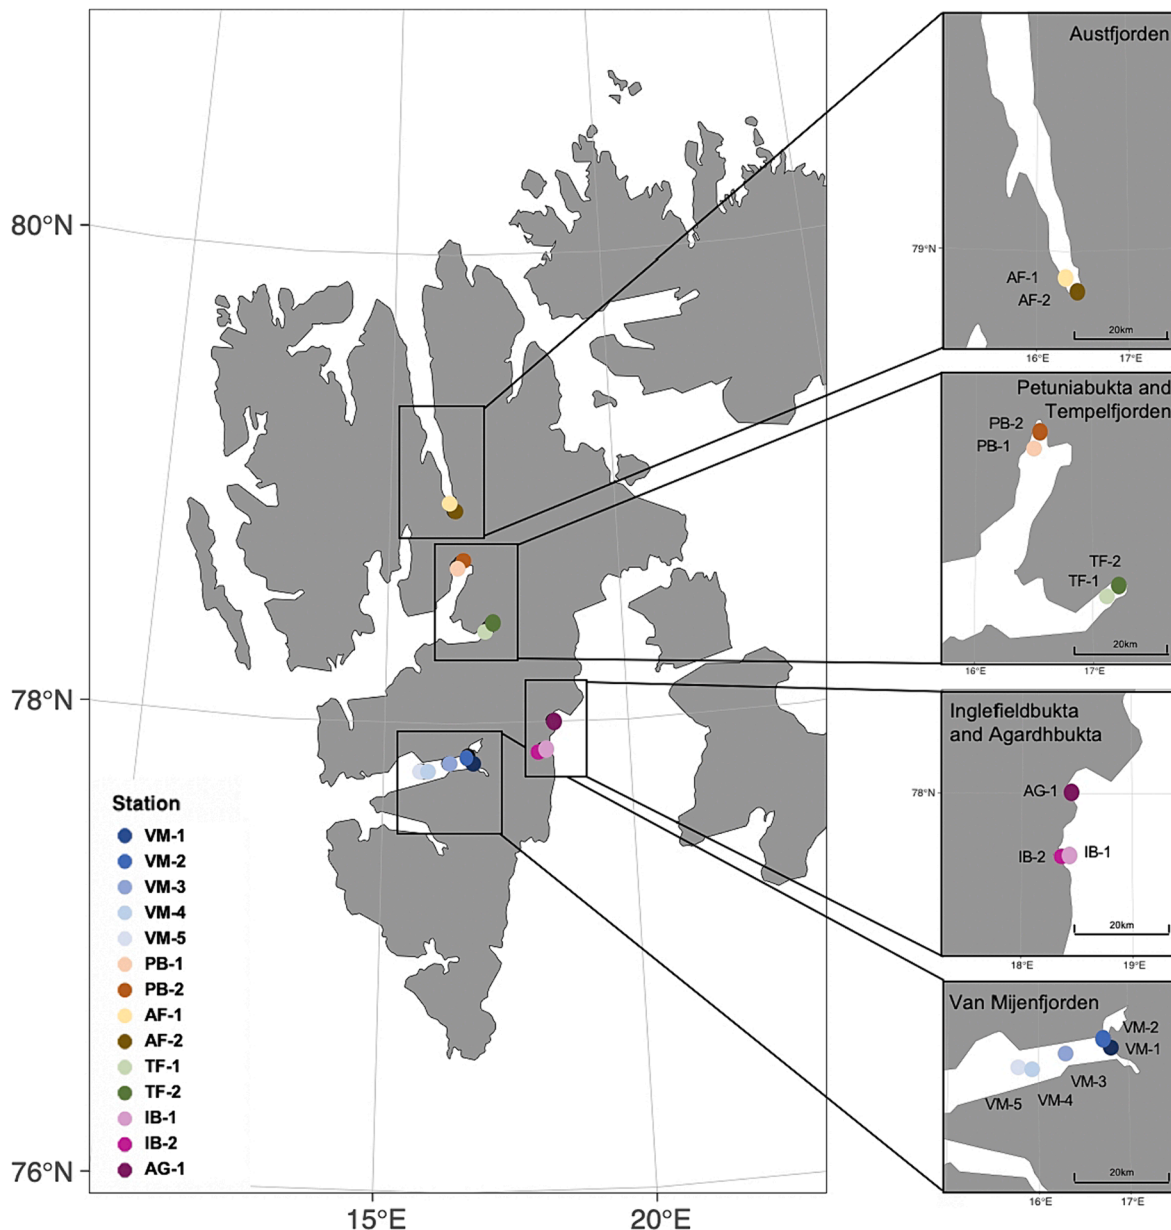 80°N
78°N
76°N
15°E
20°E
Station
VM-1
VM-2
VM-3
VM-4
VM-5
PB-1
PB-2
AF-1
AF-2
TF-1
TF-2
IB-1
IB-2
AG-1
Austfjorden
79°N
AF-1
AF-2
20km
16°E
17°E
Petuniabukta and
Tempelfjorden
PB-2
PB-1
TF-2
TF-1
20km
16°E
17°E
Inglefieldbukta
and Agardhbukta
78°N
AG-1
IB-2
IB-1
20km
18°E
19°E
Van Mijenfjorden
VM-2
VM-1
VM-3
VM-4
VM-5
20km
16°E
17°E